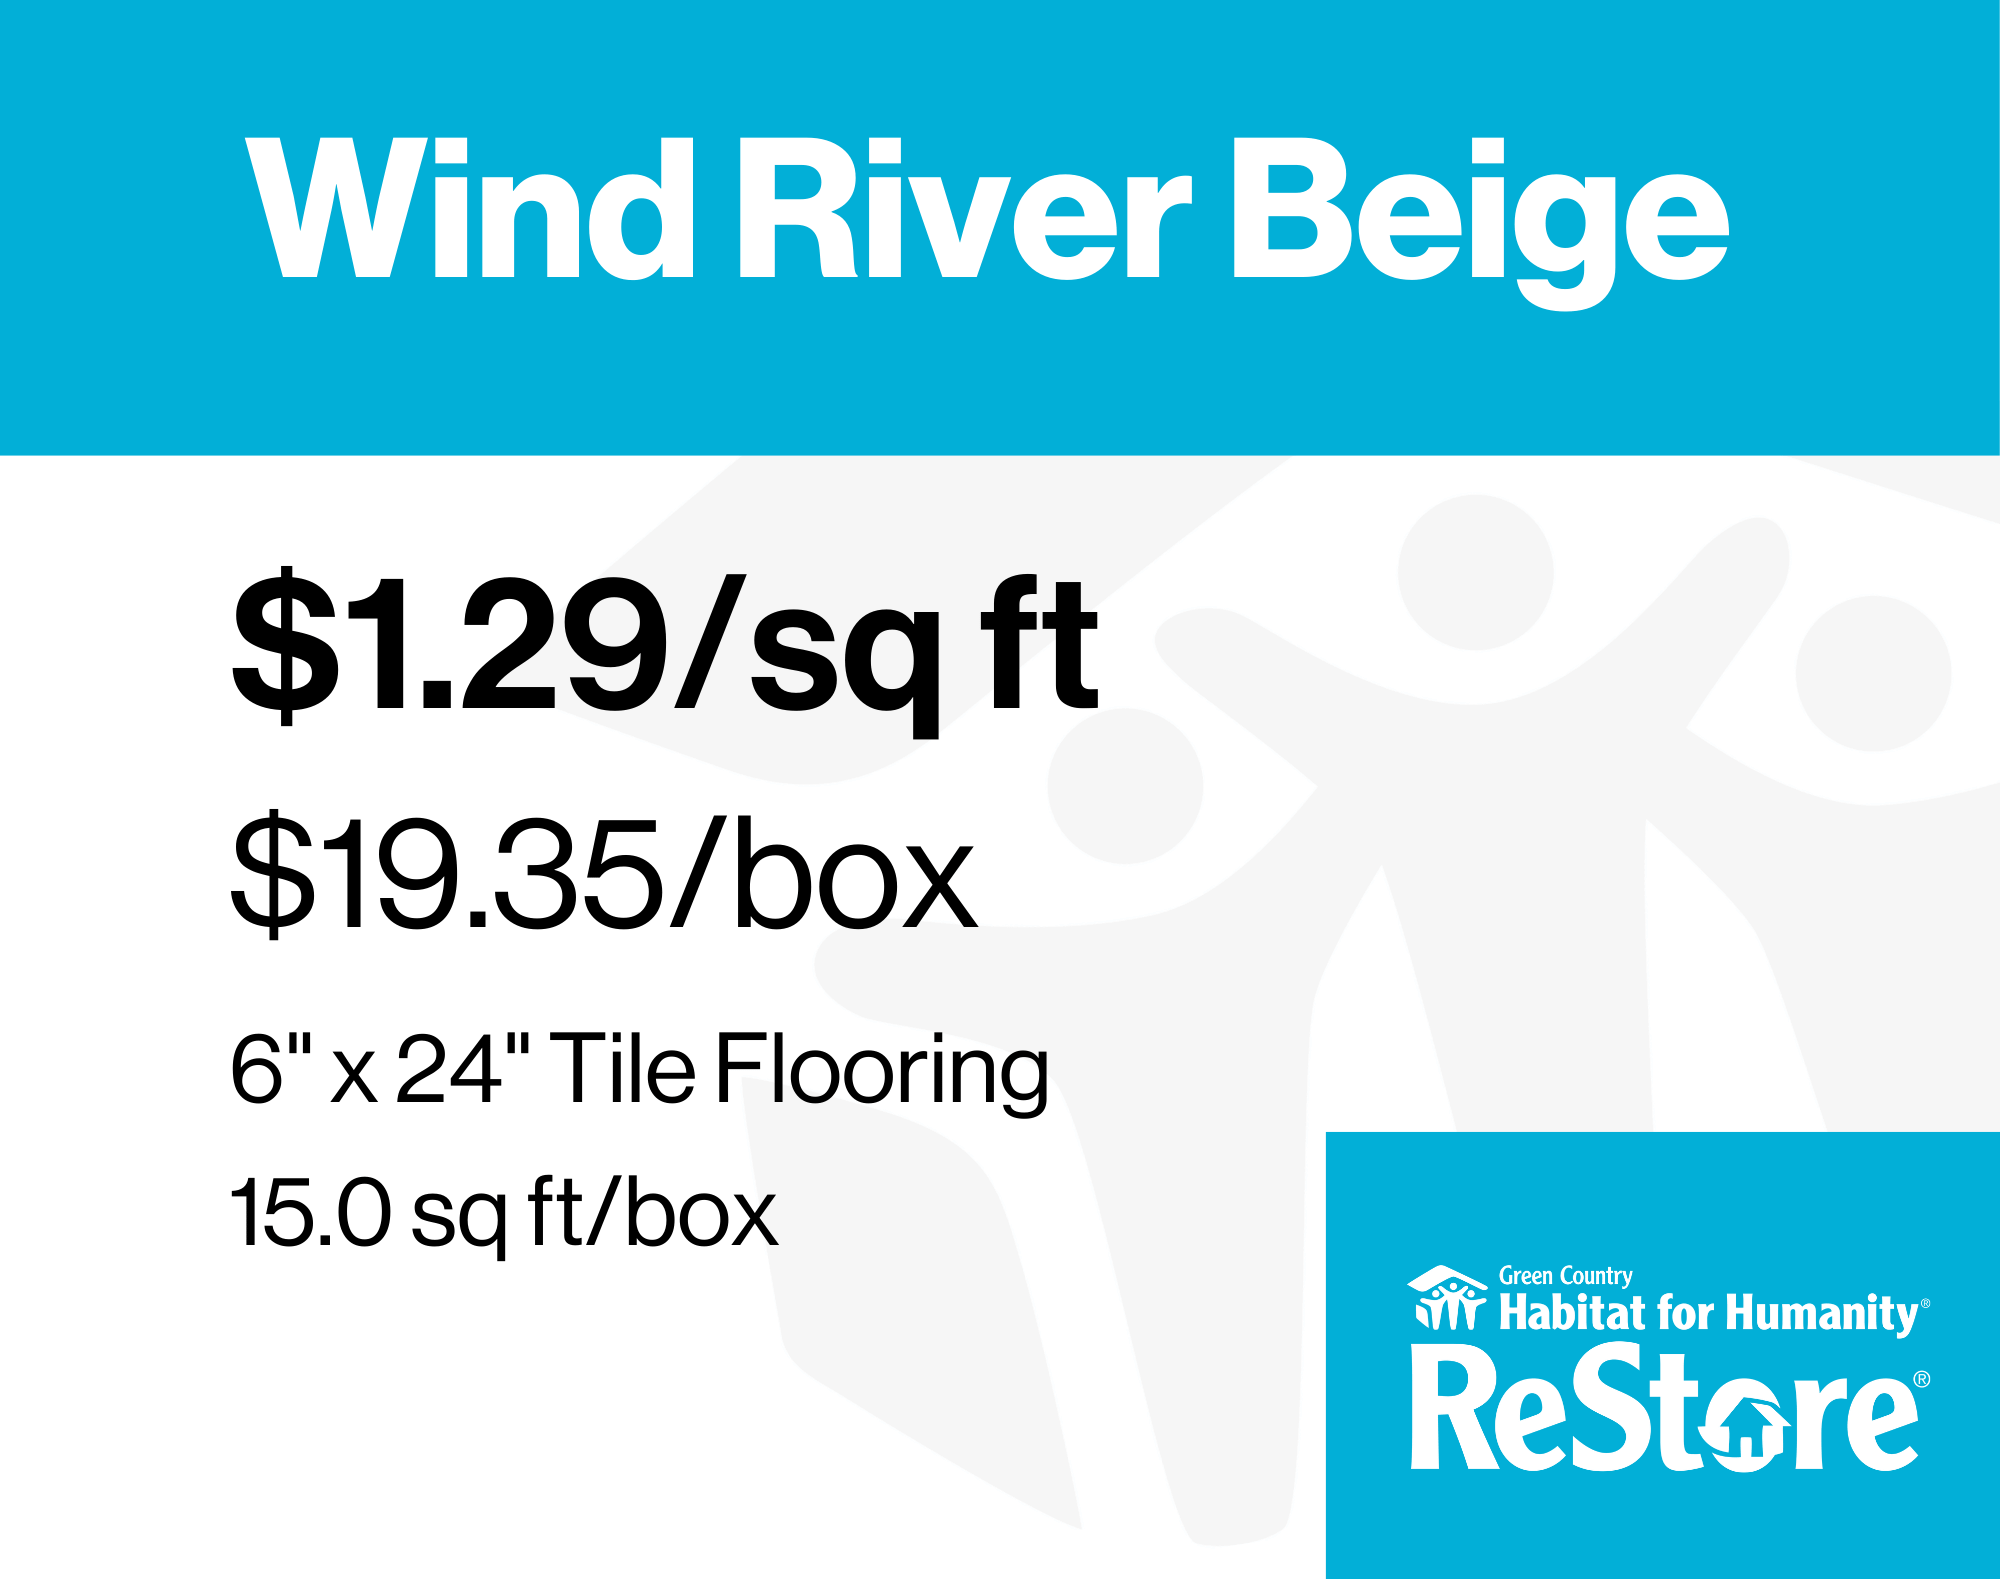 Wind River Beige
$1.29/sq ft
$19.35/box
6" x 24" Tile Flooring
15.0 sq ft/box
Green Country
Habitat for Humanity®
ReStore®